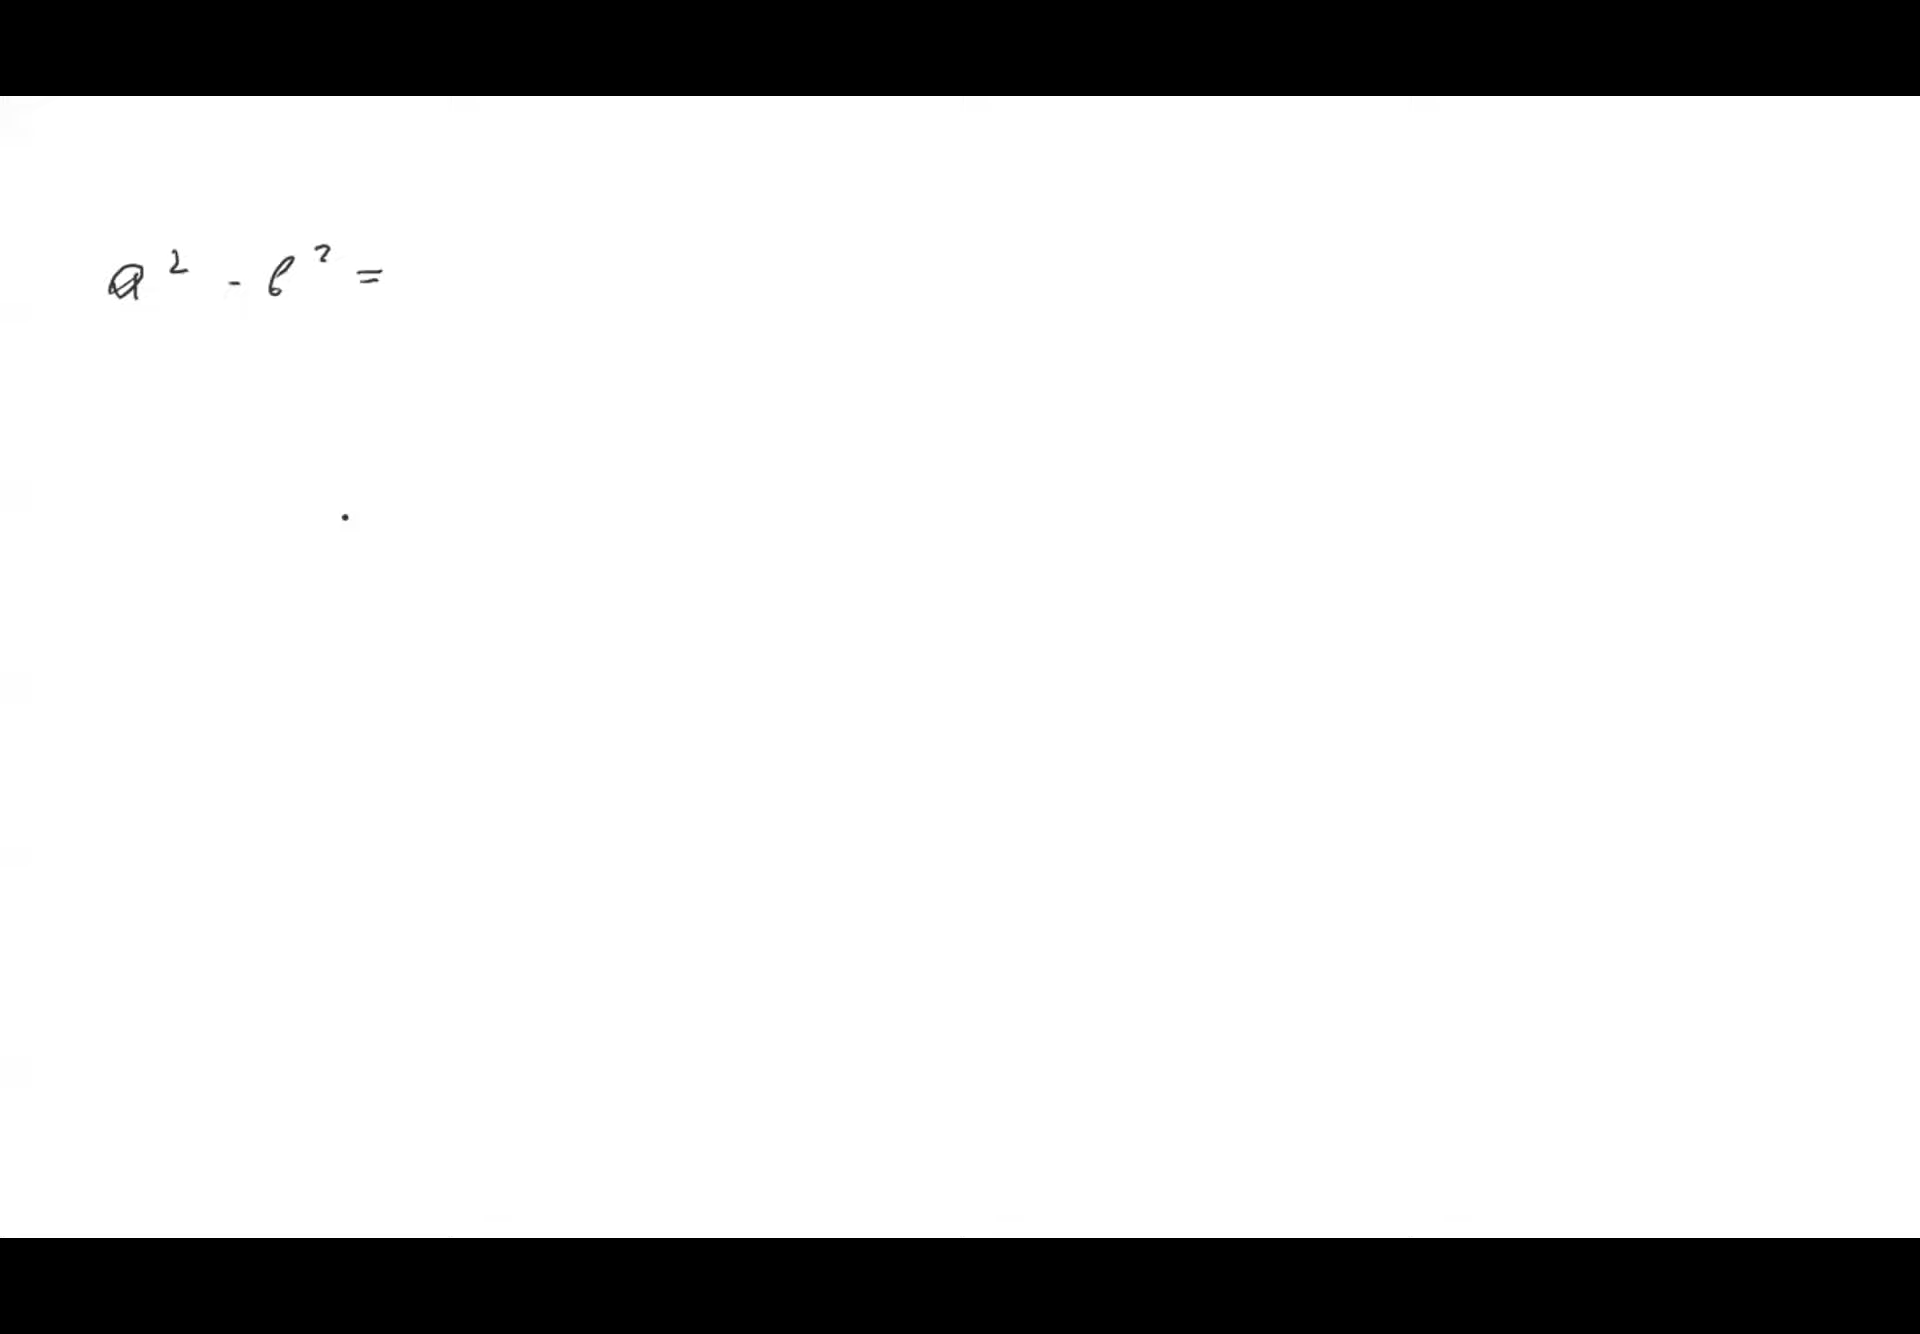 a² - b² =